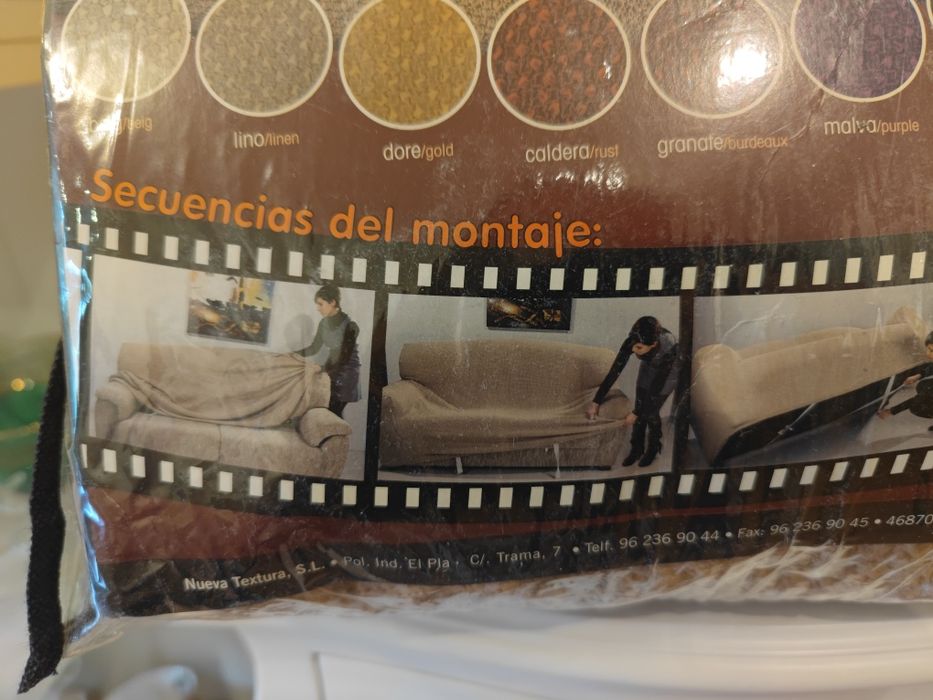 /beig
lino/linen
dore/gold
caldera/rust
granate/burdeaux
malva/purple
Secuencias del montaje:
Nueva Textura, S.L. • Pol. Ind. El Pla • C/. Trama, 7 • Telf. 96 236 90 44 • Fax: 96 236 90 45 • 46870